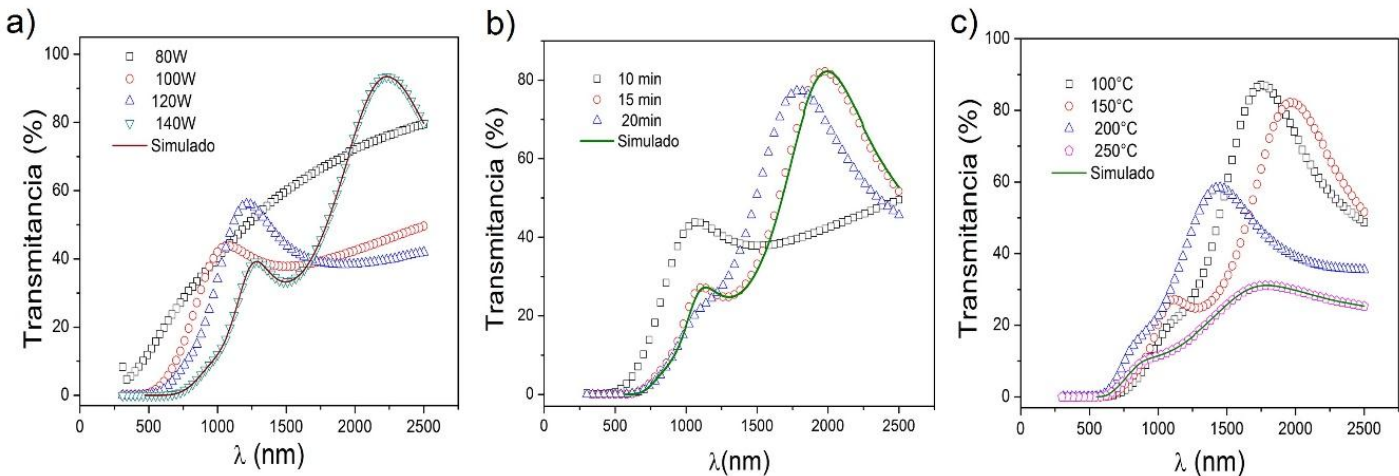 a)
Transmitancia (%)
100
80
60
40
20
0
80W
100W
120W
140W
Simulado
0 500 1000 1500 2000 2500
λ (nm)
b)
Transmitancia (%)
80
60
40
20
0
10 min
15 min
20min
Simulado
0 500 1000 1500 2000 2500
λ(nm)
c)
Transmitancia (%)
100
80
60
40
20
0
100°C
150°C
200°C
250°C
Simulado
0 500 1000 1500 2000 2500
λ (nm)